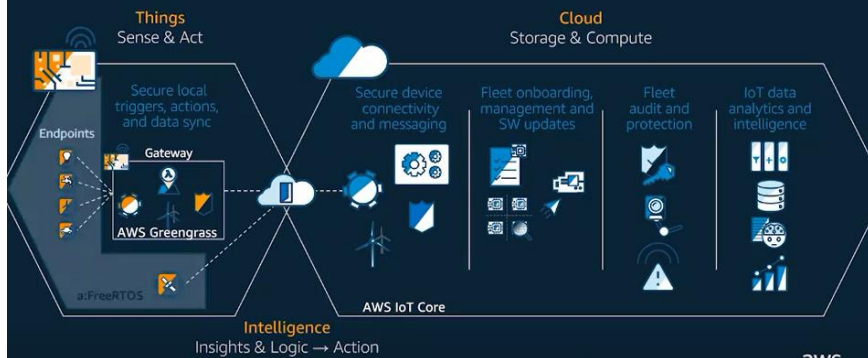 Things
Sense & Act
Cloud
Storage & Compute
Secure local
triggers, actions,
and data sync
Endpoints
Gateway
AWS Greengrass
a:FreeRTOS
Secure device
connectivity
and messaging
Fleet onboarding,
management and
SW updates
Fleet
audit and
protection
IoT data
analytics and
intelligence
AWS IoT Core
Intelligence
Insights & Logic → Action
aws